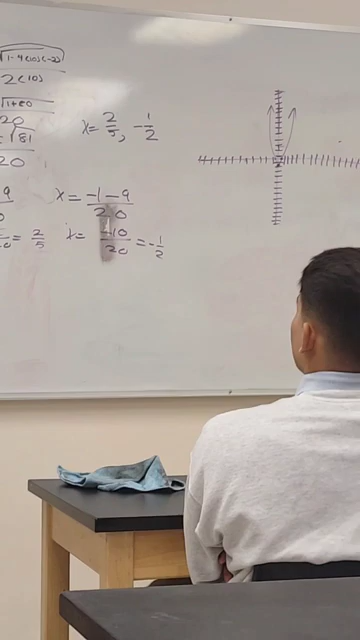 √1-4(10)(-2)
2(10)
√1+80
20
√81
20
x = 2/5, -1/2
9
x = -1-9/20
= 2/5
x = -10/20 = -1/2